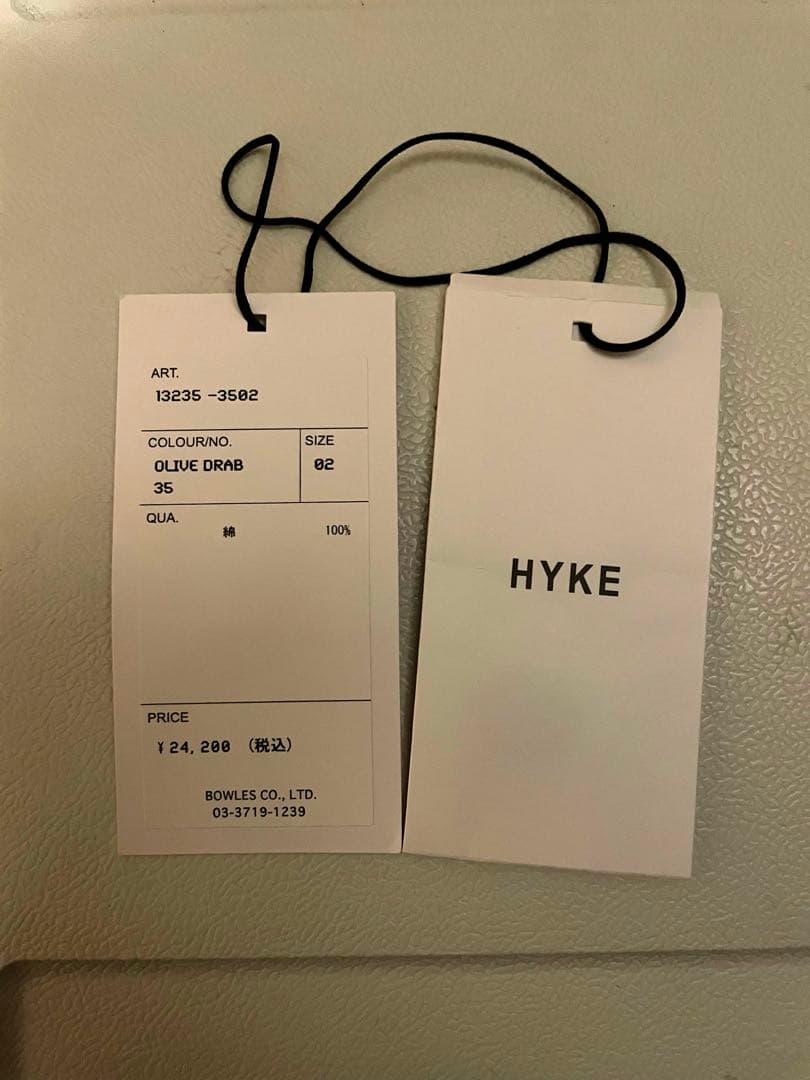 ART.
13235 -3502
COLOUR/NO.
OLIVE DRAB
35
SIZE
02
QUA.
綿 100%
PRICE
¥24,200 (税込)
BOWLES CO., LTD.
03-3719-1239
HYKE